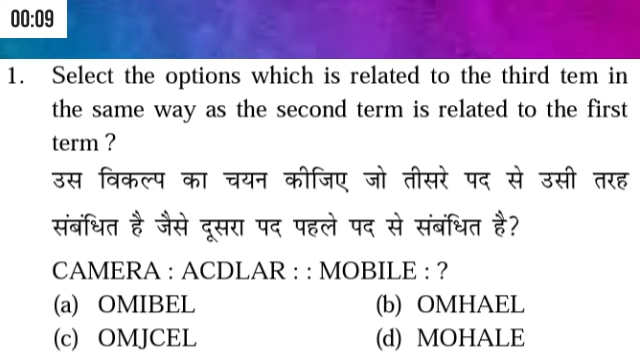 00:09
1. Select the options which is related to the third tem in
the same way as the second term is related to the first
term ?
उस विकल्प का चयन कीजिए जो तीसरे पद से उसी तरह
संबंधित है जैसे दूसरा पद पहले पद से संबंधित है?
CAMERA : ACDLAR : : MOBILE : ?
(a) OMIBEL (b) OMHAEL
(c) OMJCEL (d) MOHALE